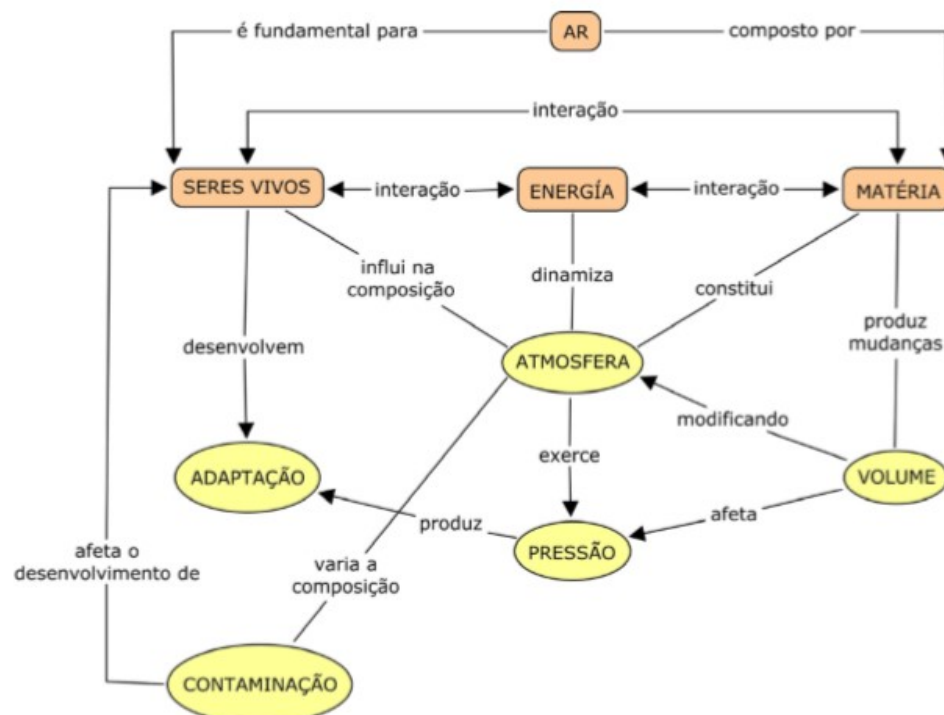 é fundamental para
AR
composto por
interação
SERES VIVOS
interação
ENERGÍA
interação
MATÉRIA
influi na
composição
dinamiza
constitui
produz
mudanças
desenvolvem
ATMOSFERA
modificando
exerce
ADAPTAÇÃO
VOLUME
produz
afeta
PRESSÃO
afeta o
desenvolvimento de
varia a
composição
CONTAMINAÇÃO